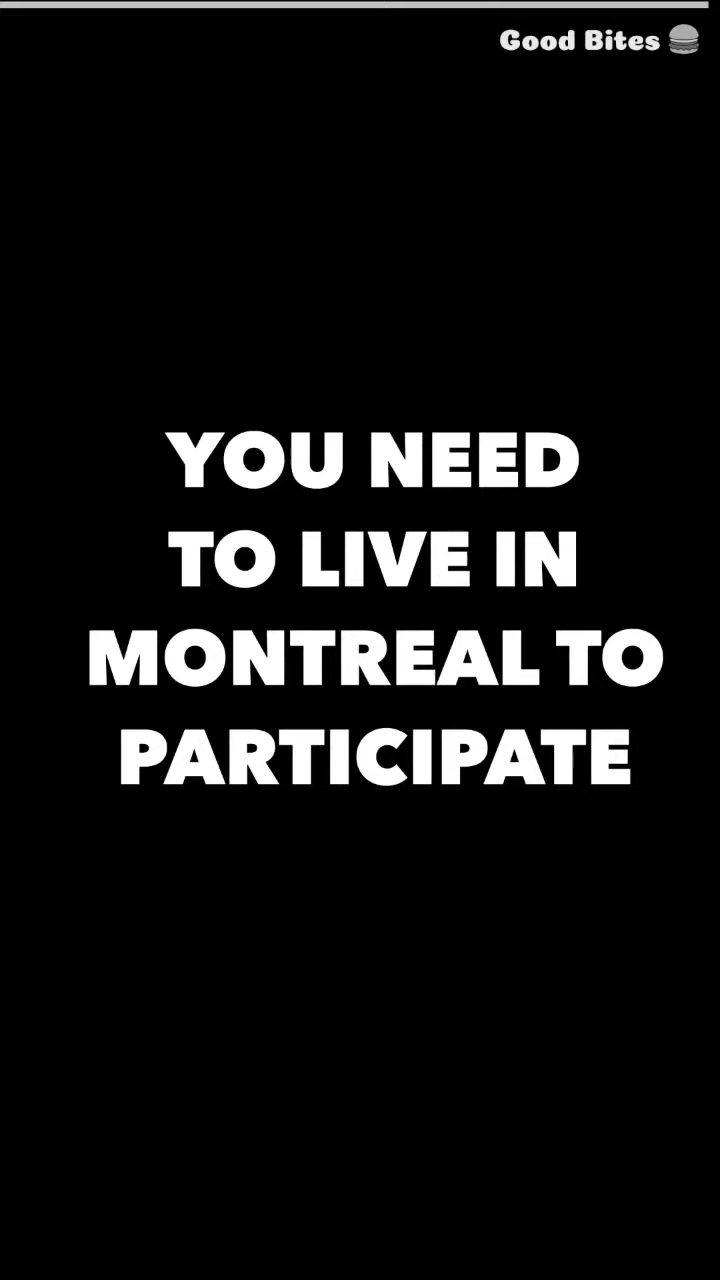 Good Bites 🍔
YOU NEED
TO LIVE IN
MONTREAL TO
PARTICIPATE